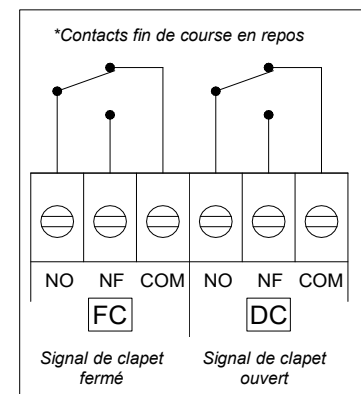 *Contacts fin de course en repos
NO NF COM NO NF COM
FC DC
Signal de clapet Signal de clapet
fermé ouvert